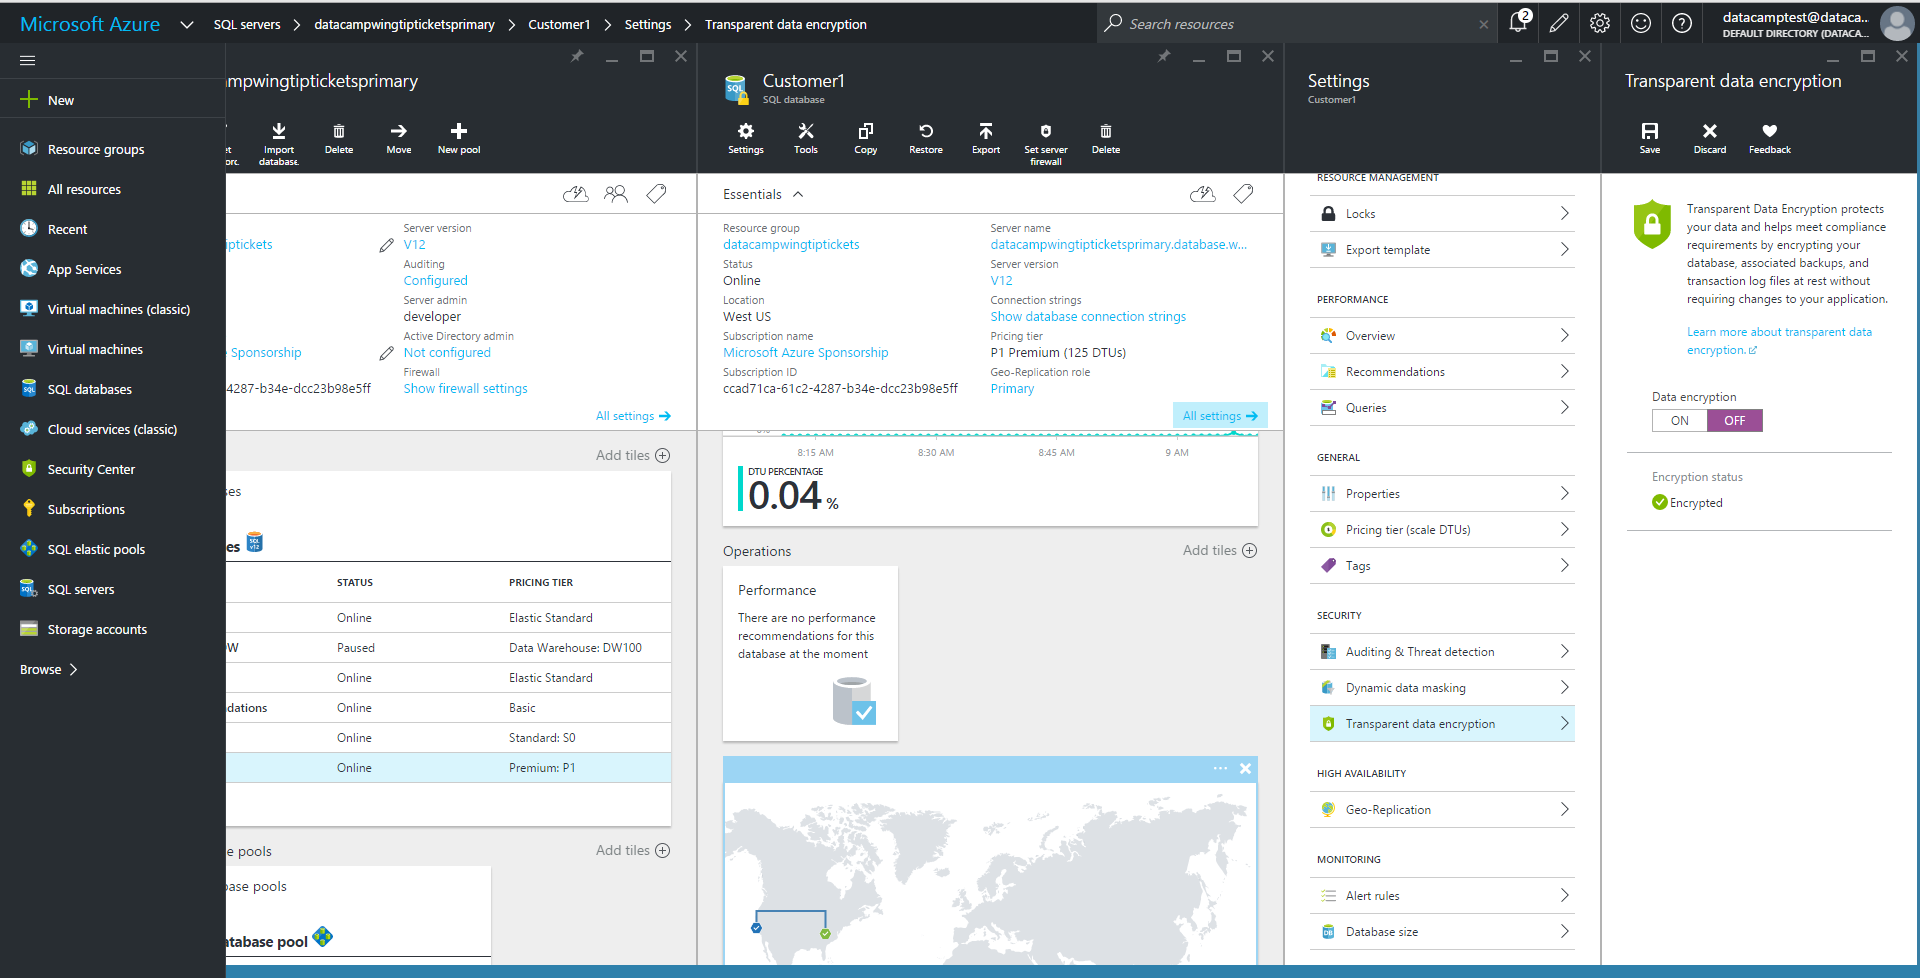 Microsoft Azure
SQL servers
datacampwingtipticketsprimary
Customer1
Settings
Transparent data encryption
Search resources
2
datacamptest@dataca...
DEFAULT DIRECTORY (DATACA...
New
Resource groups
All resources
Recent
App Services
Virtual machines (classic)
Virtual machines
SQL databases
Cloud services (classic)
Security Center
Subscriptions
SQL elastic pools
SQL servers
Storage accounts
Browse
ampwingtipticketsprimary
Import database.
Delete
Move
New pool
iptickets
Sponsorship
4287-b34e-dcc23b98e5ff
Server version
V12
Auditing
Configured
Server admin
developer
Active Directory admin
Not configured
Firewall
Show firewall settings
All settings
Add tiles
ses
es
STATUS PRICING TIER
Online Elastic Standard
OW Paused Data Warehouse: DW100
Online Elastic Standard
dations Online Basic
Online Standard: S0
Online Premium: P1
e pools
Add tiles
base pools
atabase pool
Customer1
SQL database
Settings
Tools
Copy
Restore
Export
Set server
firewall
Delete
Essentials
Resource group
datacampwingtiptickets
Status
Online
Location
West US
Subscription name
Microsoft Azure Sponsorship
Subscription ID
ccad71ca-61c2-4287-b34e-dcc23b98e5ff
Server name
datacampwingtipticketsprimary.database.w...
Server version
V12
Connection strings
Show database connection strings
Pricing tier
P1 Premium (125 DTUs)
Geo-Replication role
Primary
All settings
8:15 AM 8:30 AM 8:45 AM 9 AM
DTU PERCENTAGE
0.04 %
Operations
Add tiles
Performance
There are no performance
recommendations for this
database at the moment
Settings
Customer1
RESOURCE MANAGEMENT
Locks
Export template
PERFORMANCE
Overview
Recommendations
Queries
GENERAL
Properties
Pricing tier (scale DTUs)
Tags
SECURITY
Auditing & Threat detection
Dynamic data masking
Transparent data encryption
HIGH AVAILABILITY
Geo-Replication
MONITORING
Alert rules
Database size
Transparent data encryption
Save
Discard
Feedback
Transparent Data Encryption protects
your data and helps meet compliance
requirements by encrypting your
database, associated backups, and
transaction log files at rest without
requiring changes to your application.
Learn more about transparent data
encryption.
Data encryption
ON OFF
Encryption status
Encrypted